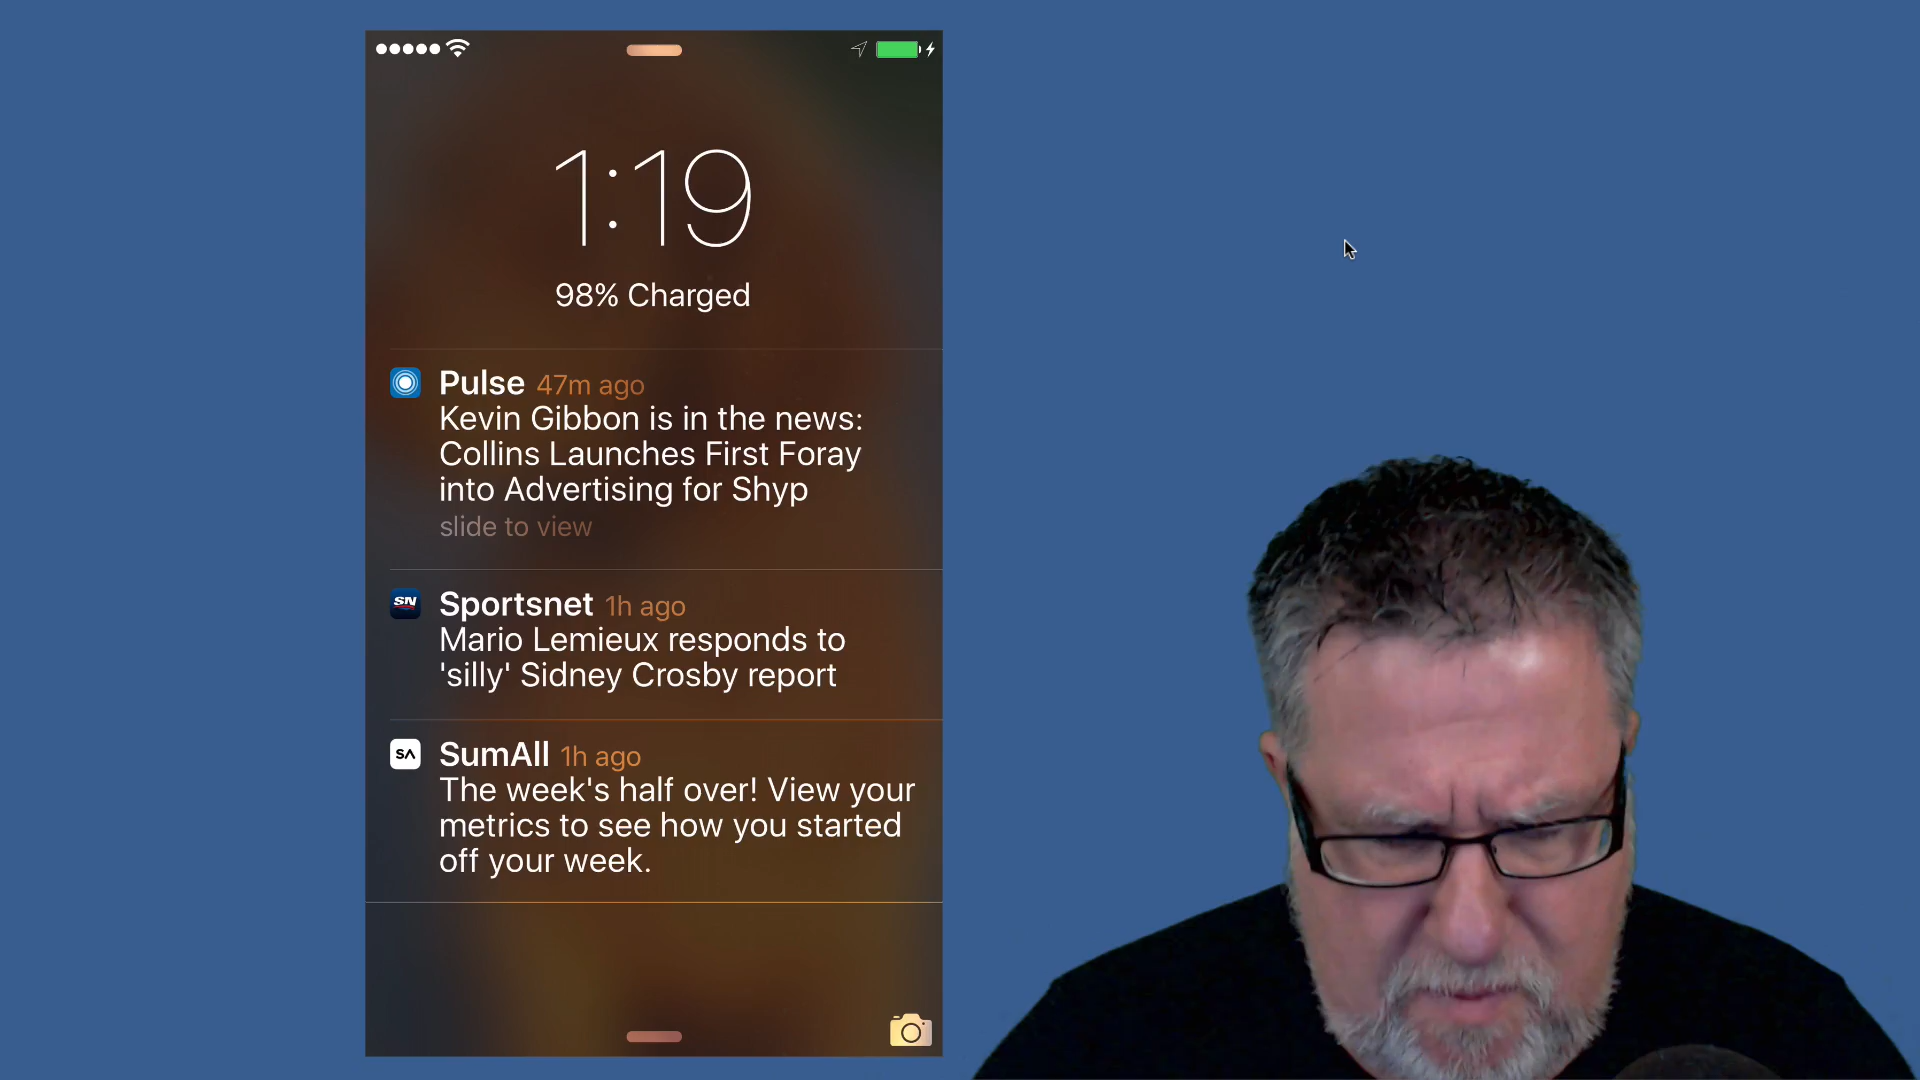 1:19
98% Charged
Pulse 47m ago
Kevin Gibbon is in the news:
Collins Launches First Foray
into Advertising for Shyp
slide to view
SN
Sportsnet 1h ago
Mario Lemieux responds to
'silly' Sidney Crosby report
SA
SumAll 1h ago
The week's half over! View your
metrics to see how you started
off your week.